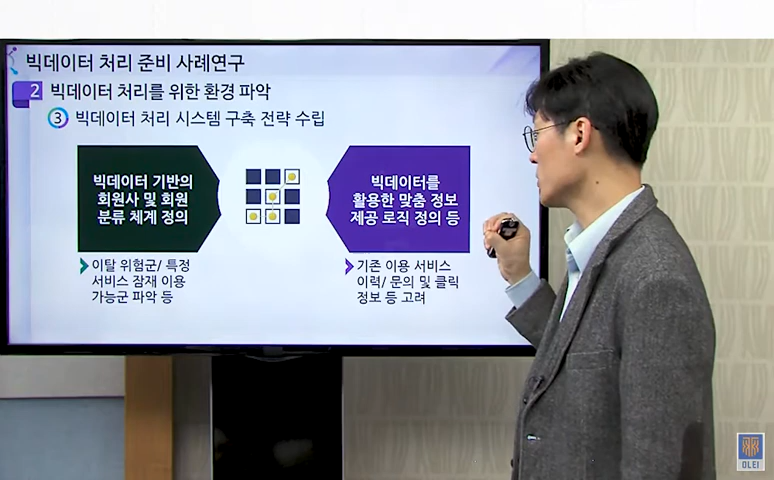 빅데이터 처리 준비 사례연구
2 빅데이터 처리를 위한 환경 파악
3 빅데이터 처리 시스템 구축 전략 수립
빅데이터 기반의
회원사 및 회원
분류 체계 정의
빅데이터를
활용한 맞춤 정보
제공 로직 정의 등
이탈 위험군/ 특정
서비스 잠재 이용
가능군 파악 등
기존 이용 서비스
이력/ 문의 및 클릭
정보 등 고려
OLEI